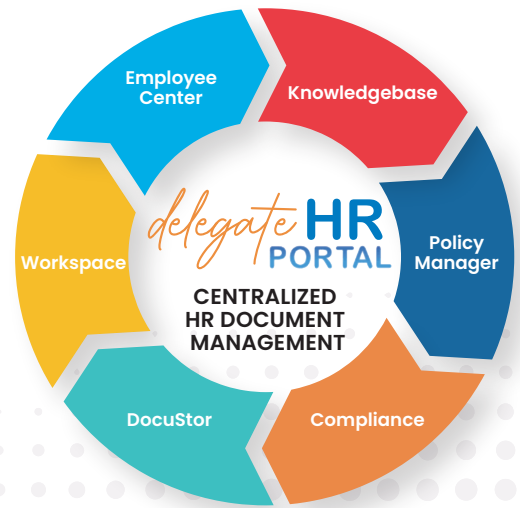 Employee
Center
Knowledgebase
Policy
Manager
Compliance
DocuStor
Workspace
delegate HR
PORTAL
CENTRALIZED
HR DOCUMENT
MANAGEMENT